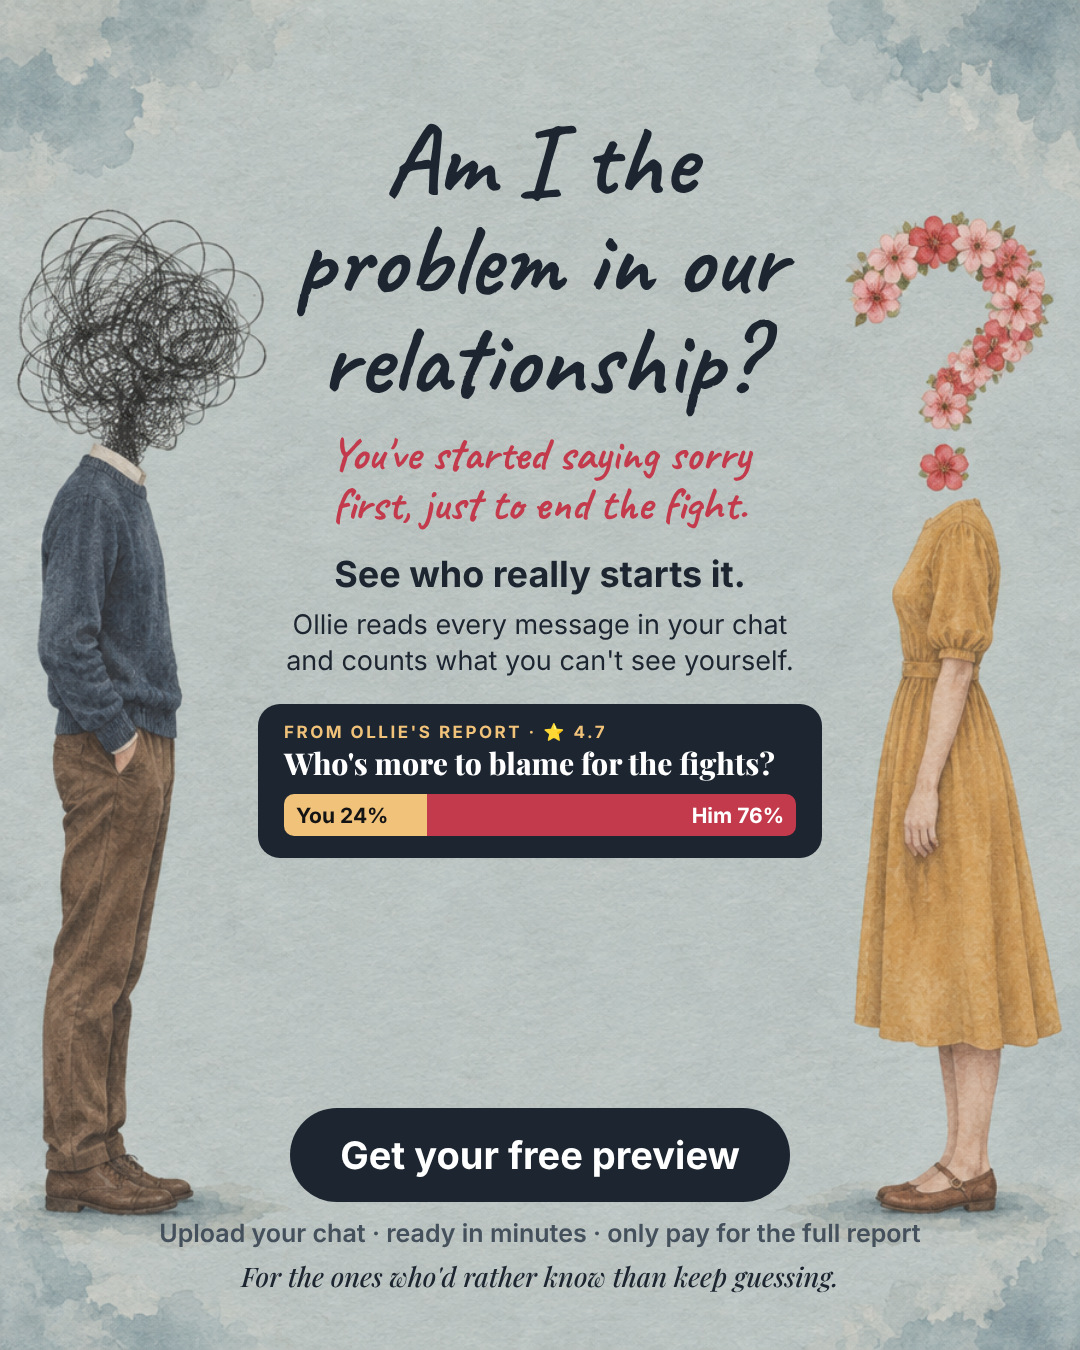 Am I the
problem in our
relationship?
You've started saying sorry
first, just to end the fight.
See who really starts it.
Ollie reads every message in your chat
and counts what you can't see yourself.
FROM OLLIE'S REPORT · ⭐ 4.7
Who's more to blame for the fights?
You 24% Him 76%
Get your free preview
Upload your chat · ready in minutes · only pay for the full report
For the ones who'd rather know than keep guessing.